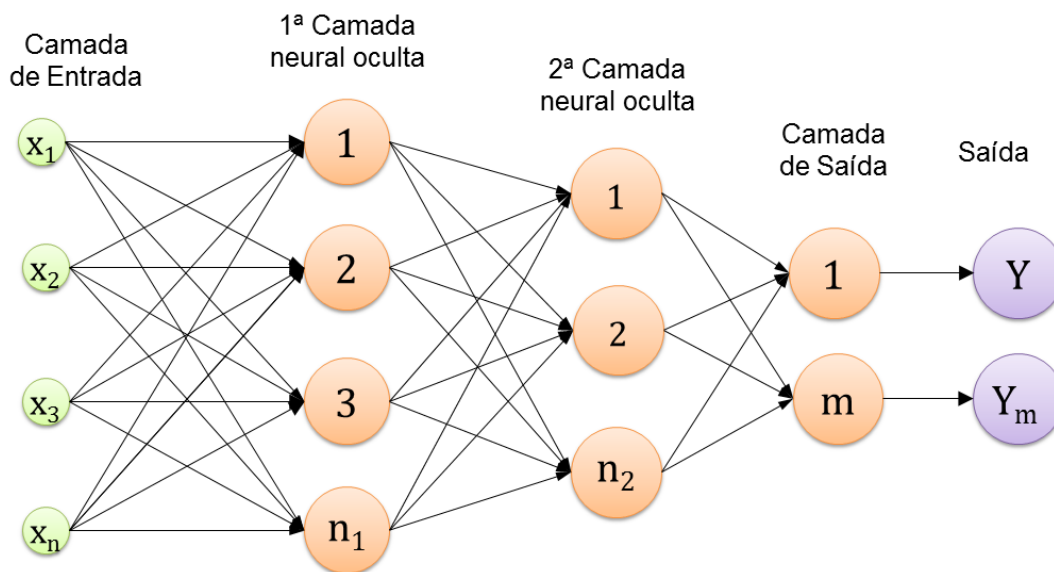 Camada
de Entrada
1ª Camada
neural oculta
2ª Camada
neural oculta
Camada
de Saída
Saída
x₁
x₂
x₃
xₙ
1
2
3
n₁
1
2
n₂
1
m
Y
Yₘ